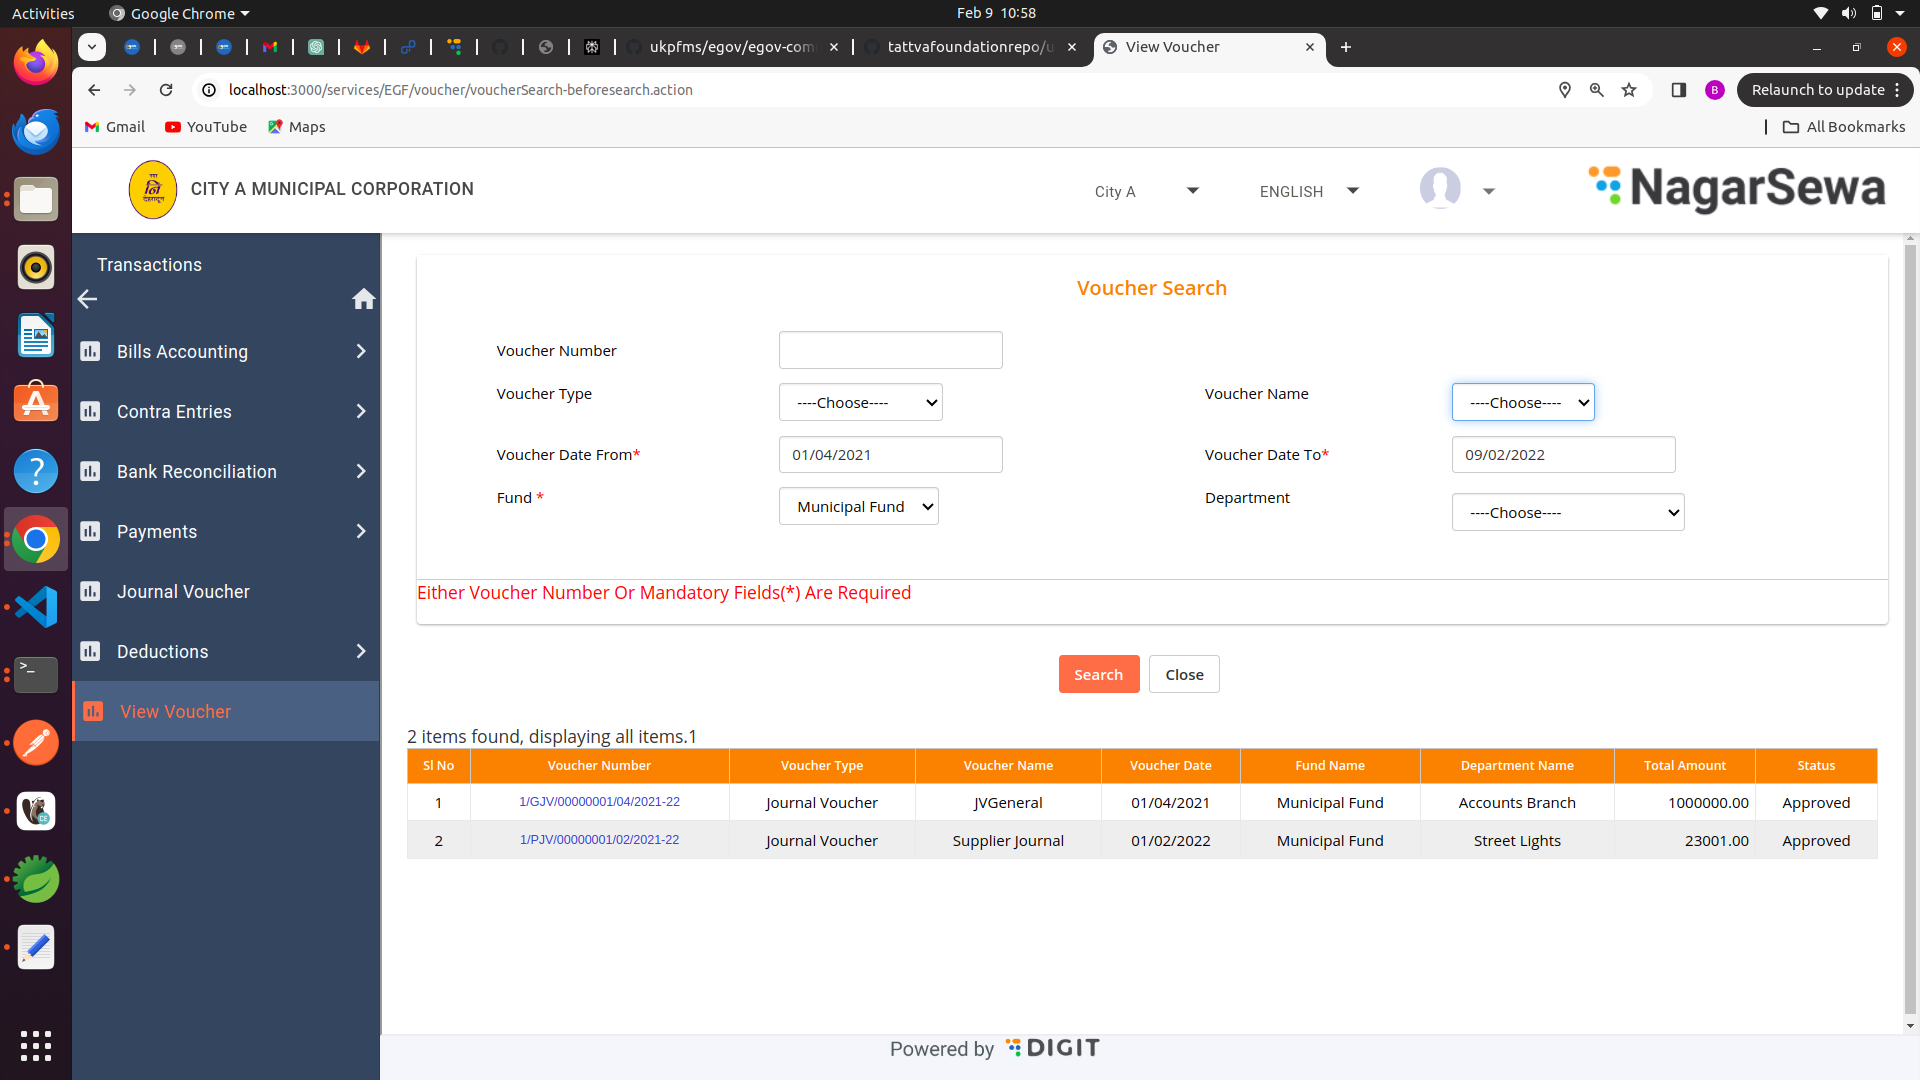 Activities
Google Chrome
Feb 9 10:58
ukpfms/egov/egov-com
tattvafoundationrepo/u
View Voucher
localhost:3000/services/EGF/voucher/voucherSearch-beforesearch.action
B
Relaunch to update
Gmail
YouTube
Maps
All Bookmarks
CITY A MUNICIPAL CORPORATION
City A
ENGLISH
NagarSewa
Transactions
Bills Accounting
Contra Entries
Bank Reconciliation
Payments
Journal Voucher
Deductions
View Voucher
Voucher Search
Voucher Number
Voucher Type ----Choose---- Voucher Name ----Choose----
Voucher Date From* 01/04/2021 Voucher Date To* 09/02/2022
Fund * Municipal Fund Department ----Choose----
Either Voucher Number Or Mandatory Fields(*) Are Required
Search Close
2 items found, displaying all items.1
Sl No Voucher Number Voucher Type Voucher Name Voucher Date Fund Name Department Name Total Amount Status
1 1/GJV/00000001/04/2021-22 Journal Voucher JVGeneral 01/04/2021 Municipal Fund Accounts Branch 1000000.00 Approved
2 1/PJV/00000001/02/2021-22 Journal Voucher Supplier Journal 01/02/2022 Municipal Fund Street Lights 23001.00 Approved
Powered by DIGIT